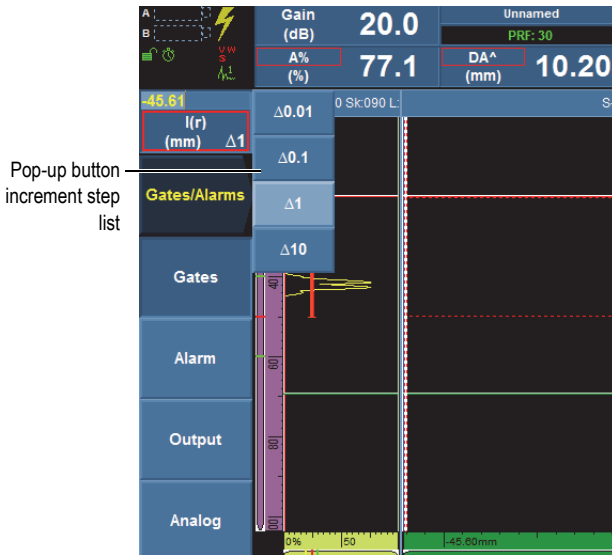 A
B
Gain
(dB)
20.0
Unnamed
PRF: 30
V W
S
A%
(%)
77.1
DA^
(mm)
10.20
-45.61
0 Sk:090 L:
S-
I(r)
(mm) Δ1
Δ0.01
Δ0.1
Δ1
Δ10
Pop-up button
increment step
list
Gates/Alarms
Gates
Alarm
Output
Analog
40
60
80
00
0%
50
-45.60mm